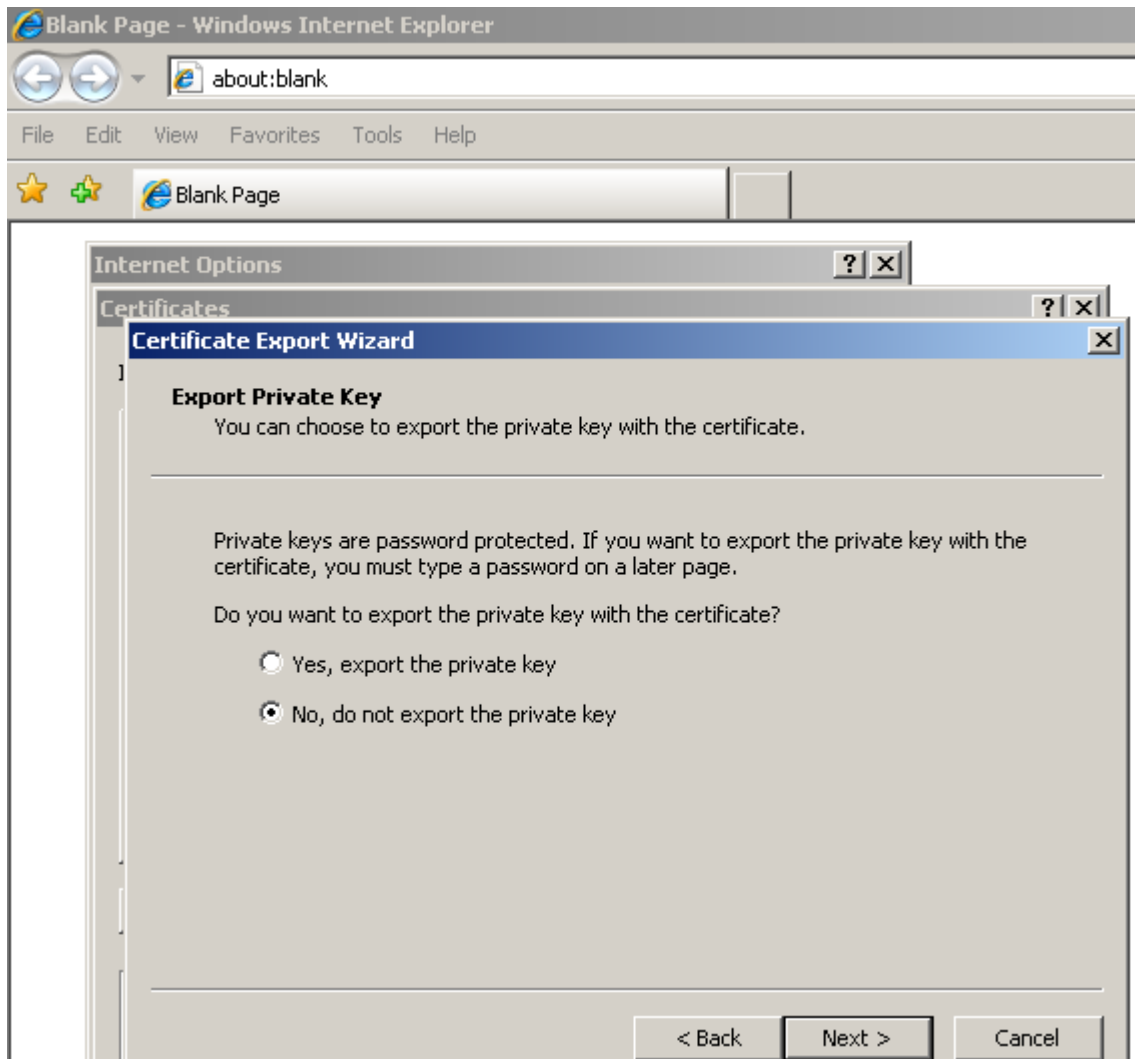 Blank Page - Windows Internet Explorer
about:blank
File Edit View Favorites Tools Help
Blank Page
Internet Options
Certificates
Certificate Export Wizard
Export Private Key
You can choose to export the private key with the certificate.
Private keys are password protected. If you want to export the private key with the
certificate, you must type a password on a later page.
Do you want to export the private key with the certificate?
Yes, export the private key
No, do not export the private key
< Back Next > Cancel